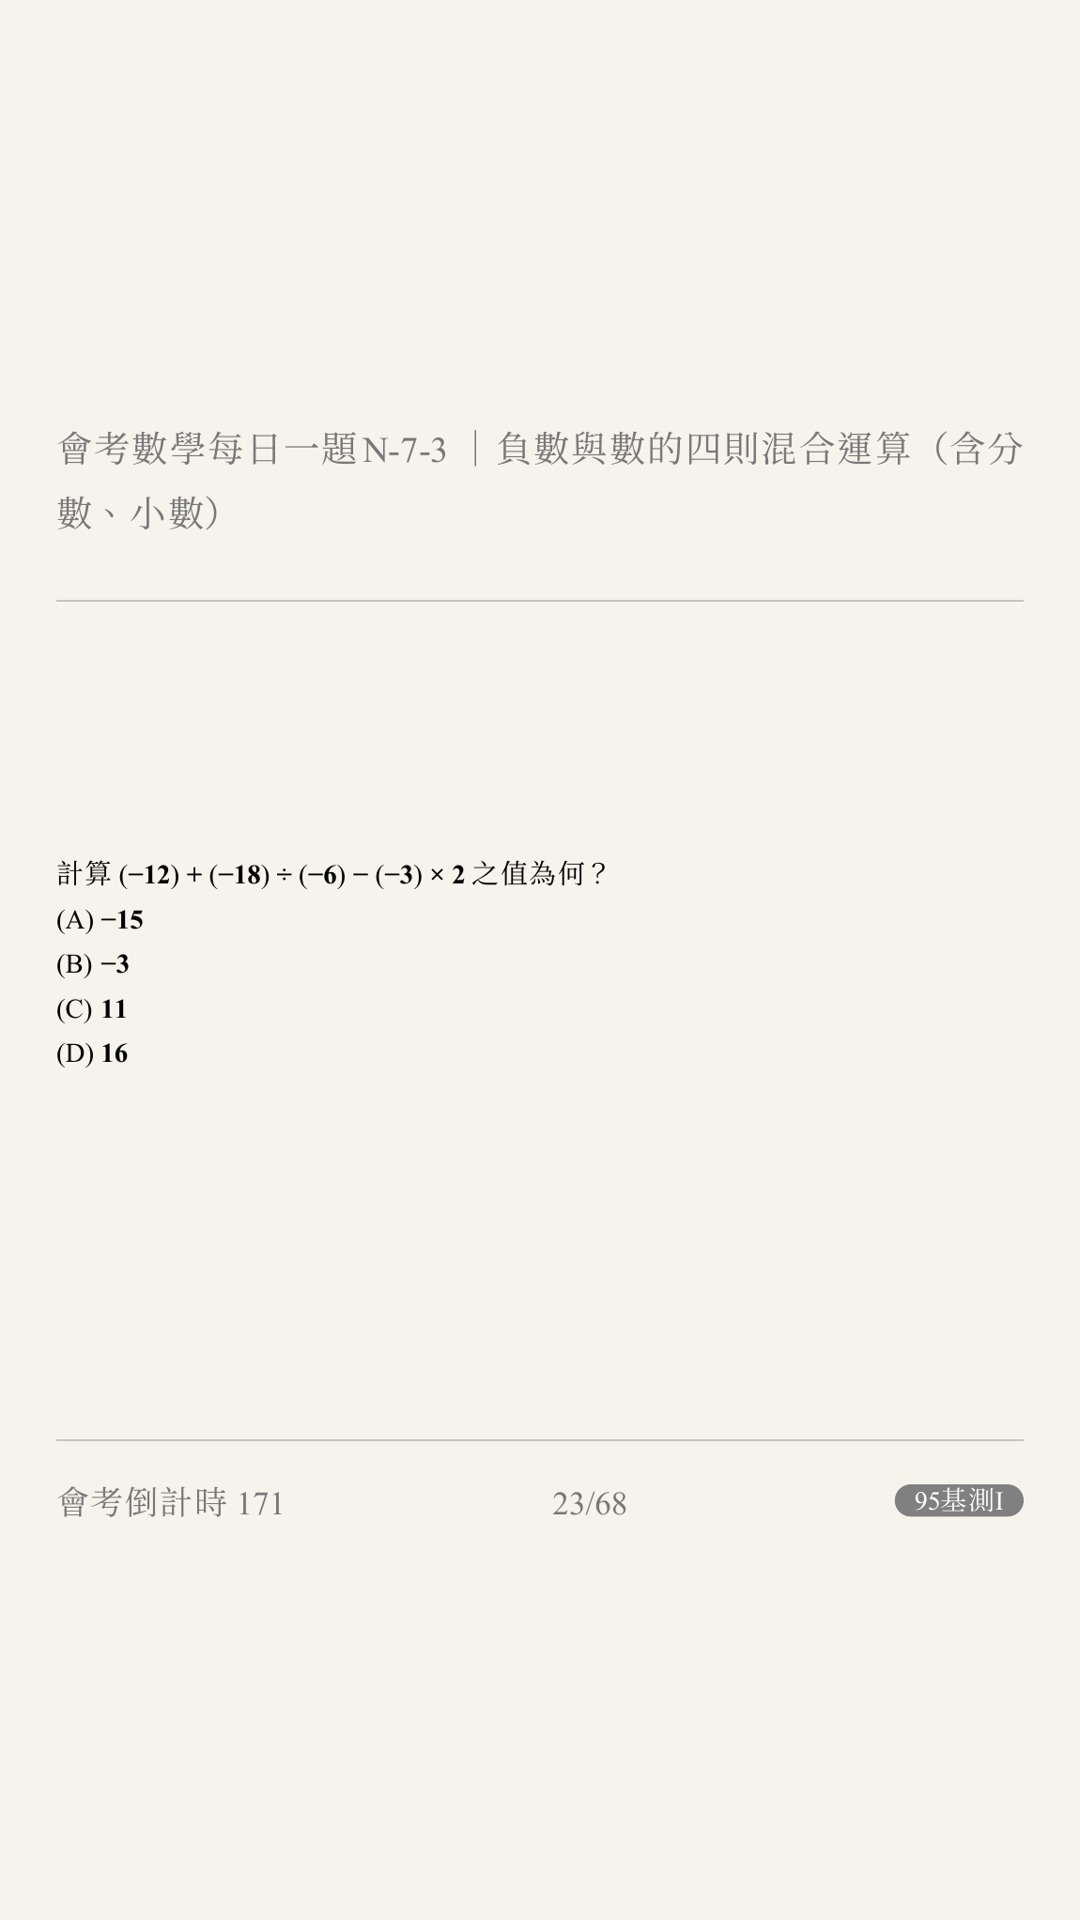 會考數學每日一題N-7-3 ｜負數與數的四則混合運算（含分
數、小數）
計算 (−12) + (−18) ÷ (−6) − (−3) × 2 之值為何？
(A) −15
(B) −3
(C) 11
(D) 16
會考倒計時 171
23/68
95基測I